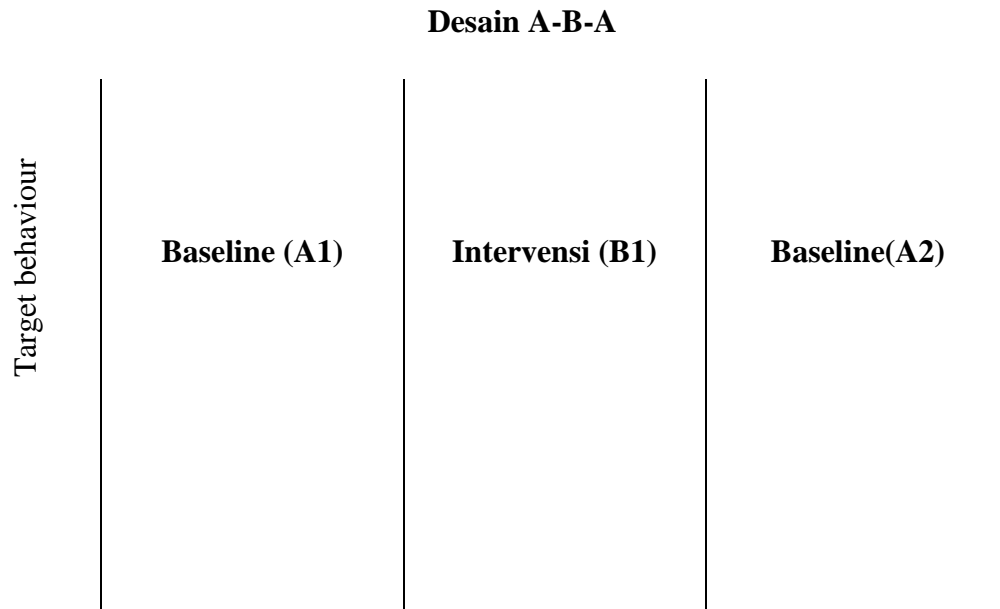 Desain A-B-A
Target behaviour
Baseline (A1)
Intervensi (B1)
Baseline(A2)